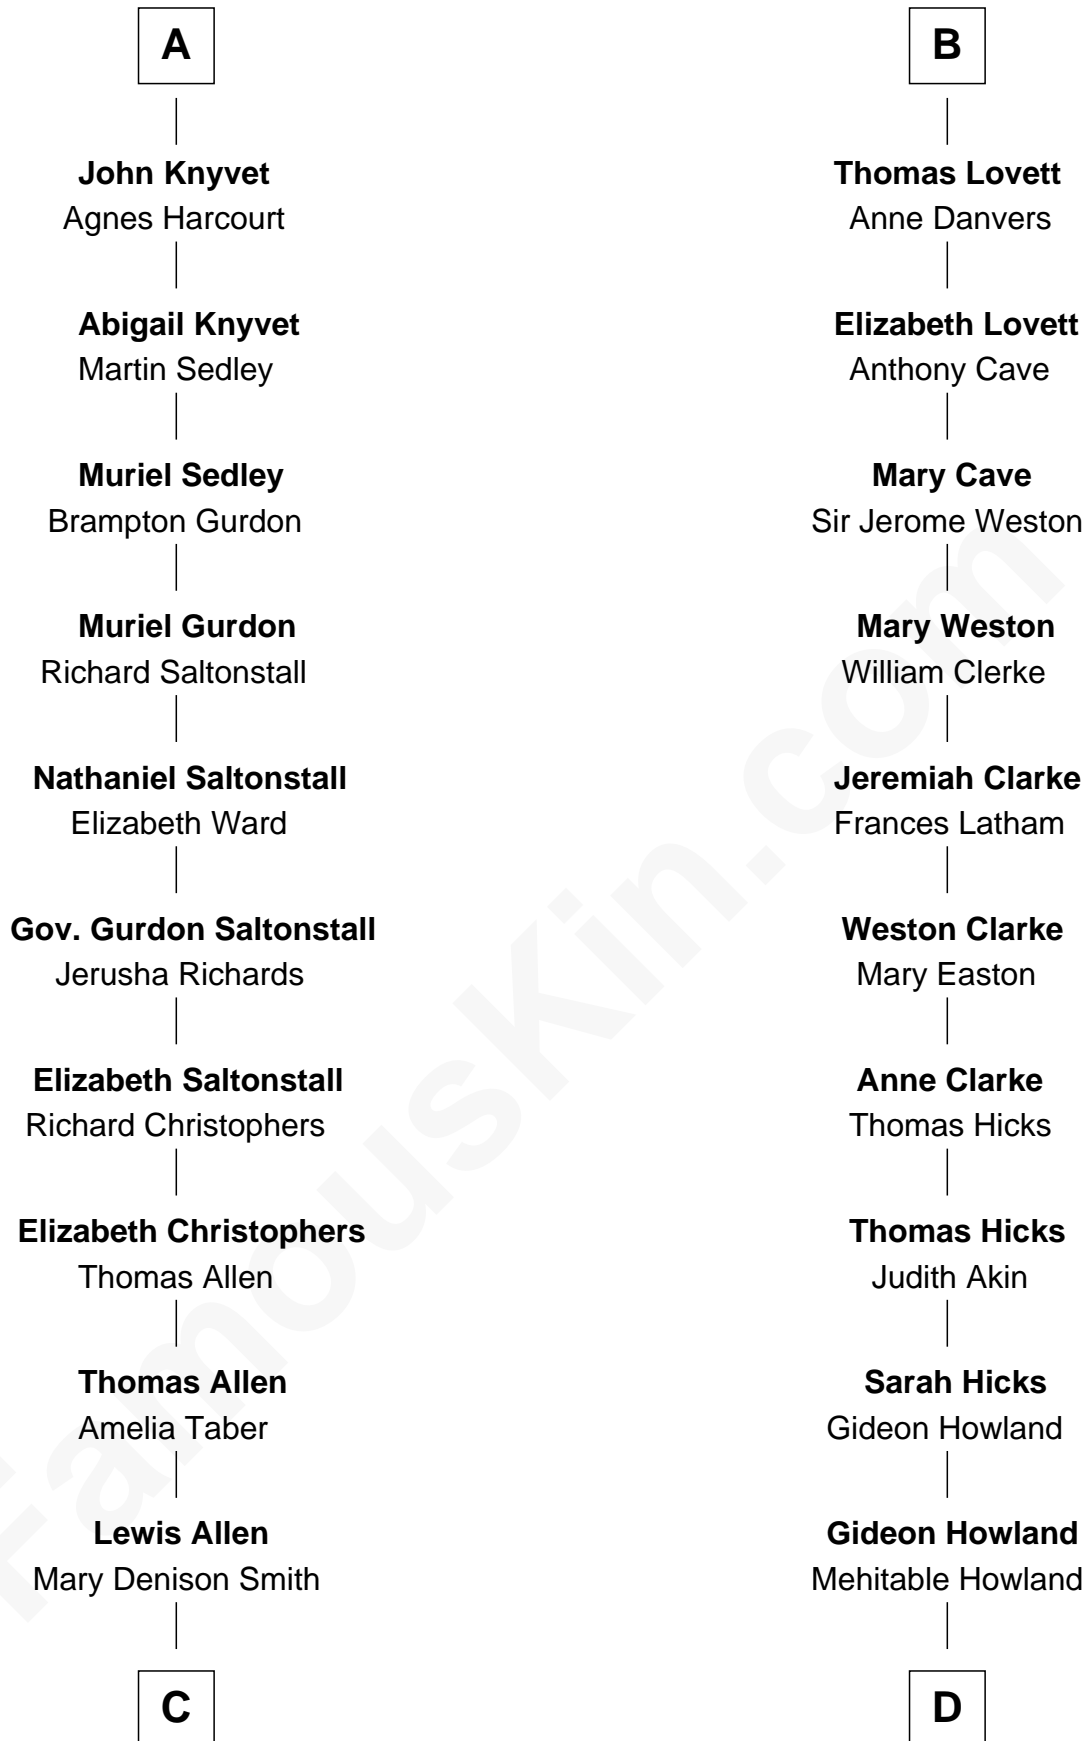 A
John Knyvet
Agnes Harcourt
Abigail Knyvet
Martin Sedley
Muriel Sedley
Brampton Gurdon
Muriel Gurdon
Richard Saltonstall
Nathaniel Saltonstall
Elizabeth Ward
Gov. Gurdon Saltonstall
Jerusha Richards
Elizabeth Saltonstall
Richard Christophers
Elizabeth Christophers
Thomas Allen
Thomas Allen
Amelia Taber
Lewis Allen
Mary Denison Smith
C
B
Thomas Lovett
Anne Danvers
Elizabeth Lovett
Anthony Cave
Mary Cave
Sir Jerome Weston
Mary Weston
William Clerke
Jeremiah Clarke
Frances Latham
Weston Clarke
Mary Easton
Anne Clarke
Thomas Hicks
Thomas Hicks
Judith Akin
Sarah Hicks
Gideon Howland
Gideon Howland
Mehitable Howland
D
FamousKin.com